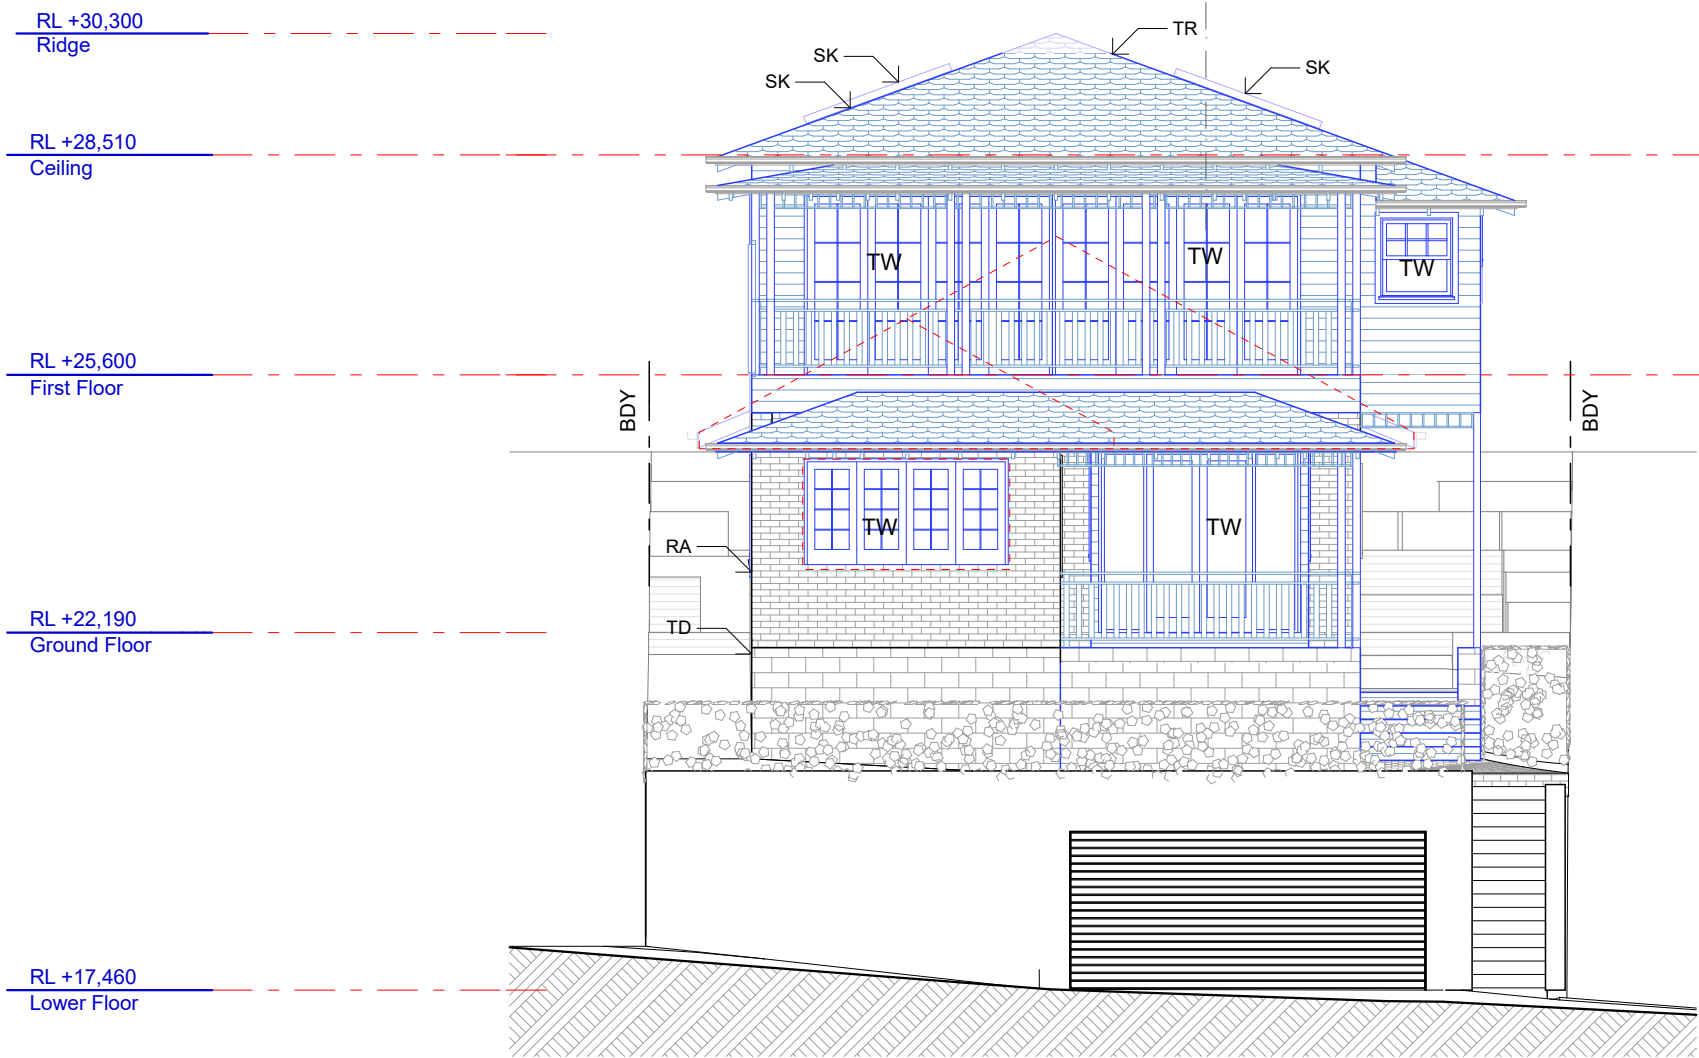 RL +30,300
Ridge
TR
SK
SK
SK
RL +28,510
Ceiling
TW
TW
TW
RL +25,600
First Floor
BDY
BDY
TW
TW
RA
RL +22,190
Ground Floor
TD
RL +17,460
Lower Floor